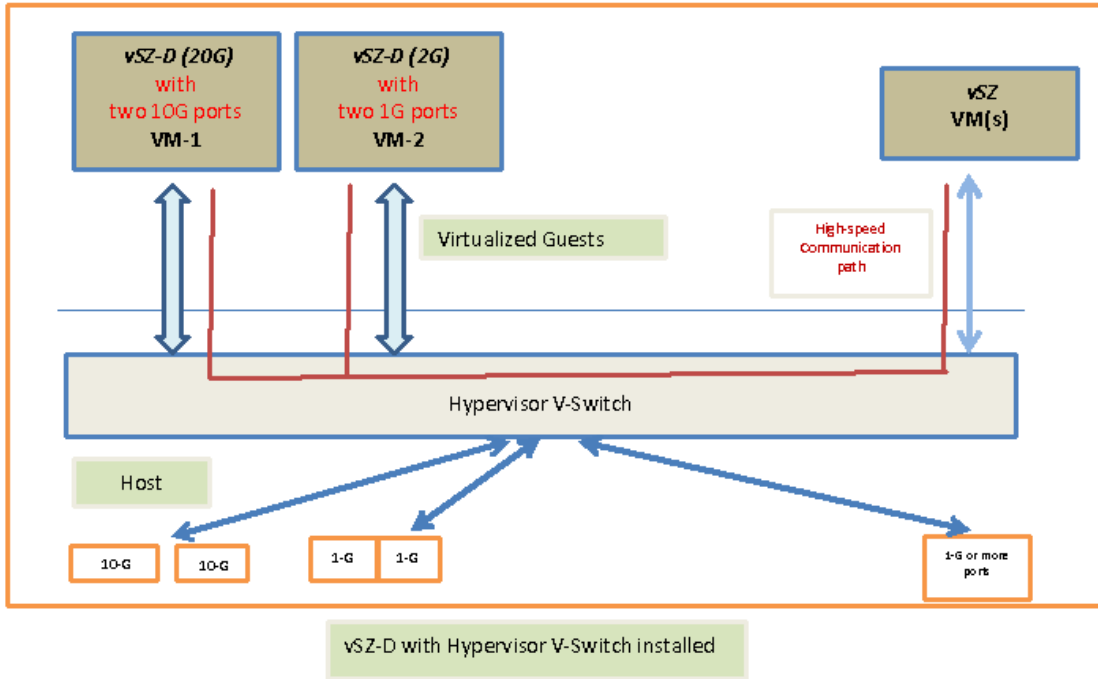 vSZ-D (20G)
with
two 10G ports
VM-1
vSZ-D (2G)
with
two 1G ports
VM-2
vSZ
VM(s)
Virtualized Guests
High-speed
Communication
path
Hypervisor V-Switch
Host
10-G
10-G
1-G
1-G
1-G or more
ports
vSZ-D with Hypervisor V-Switch installed